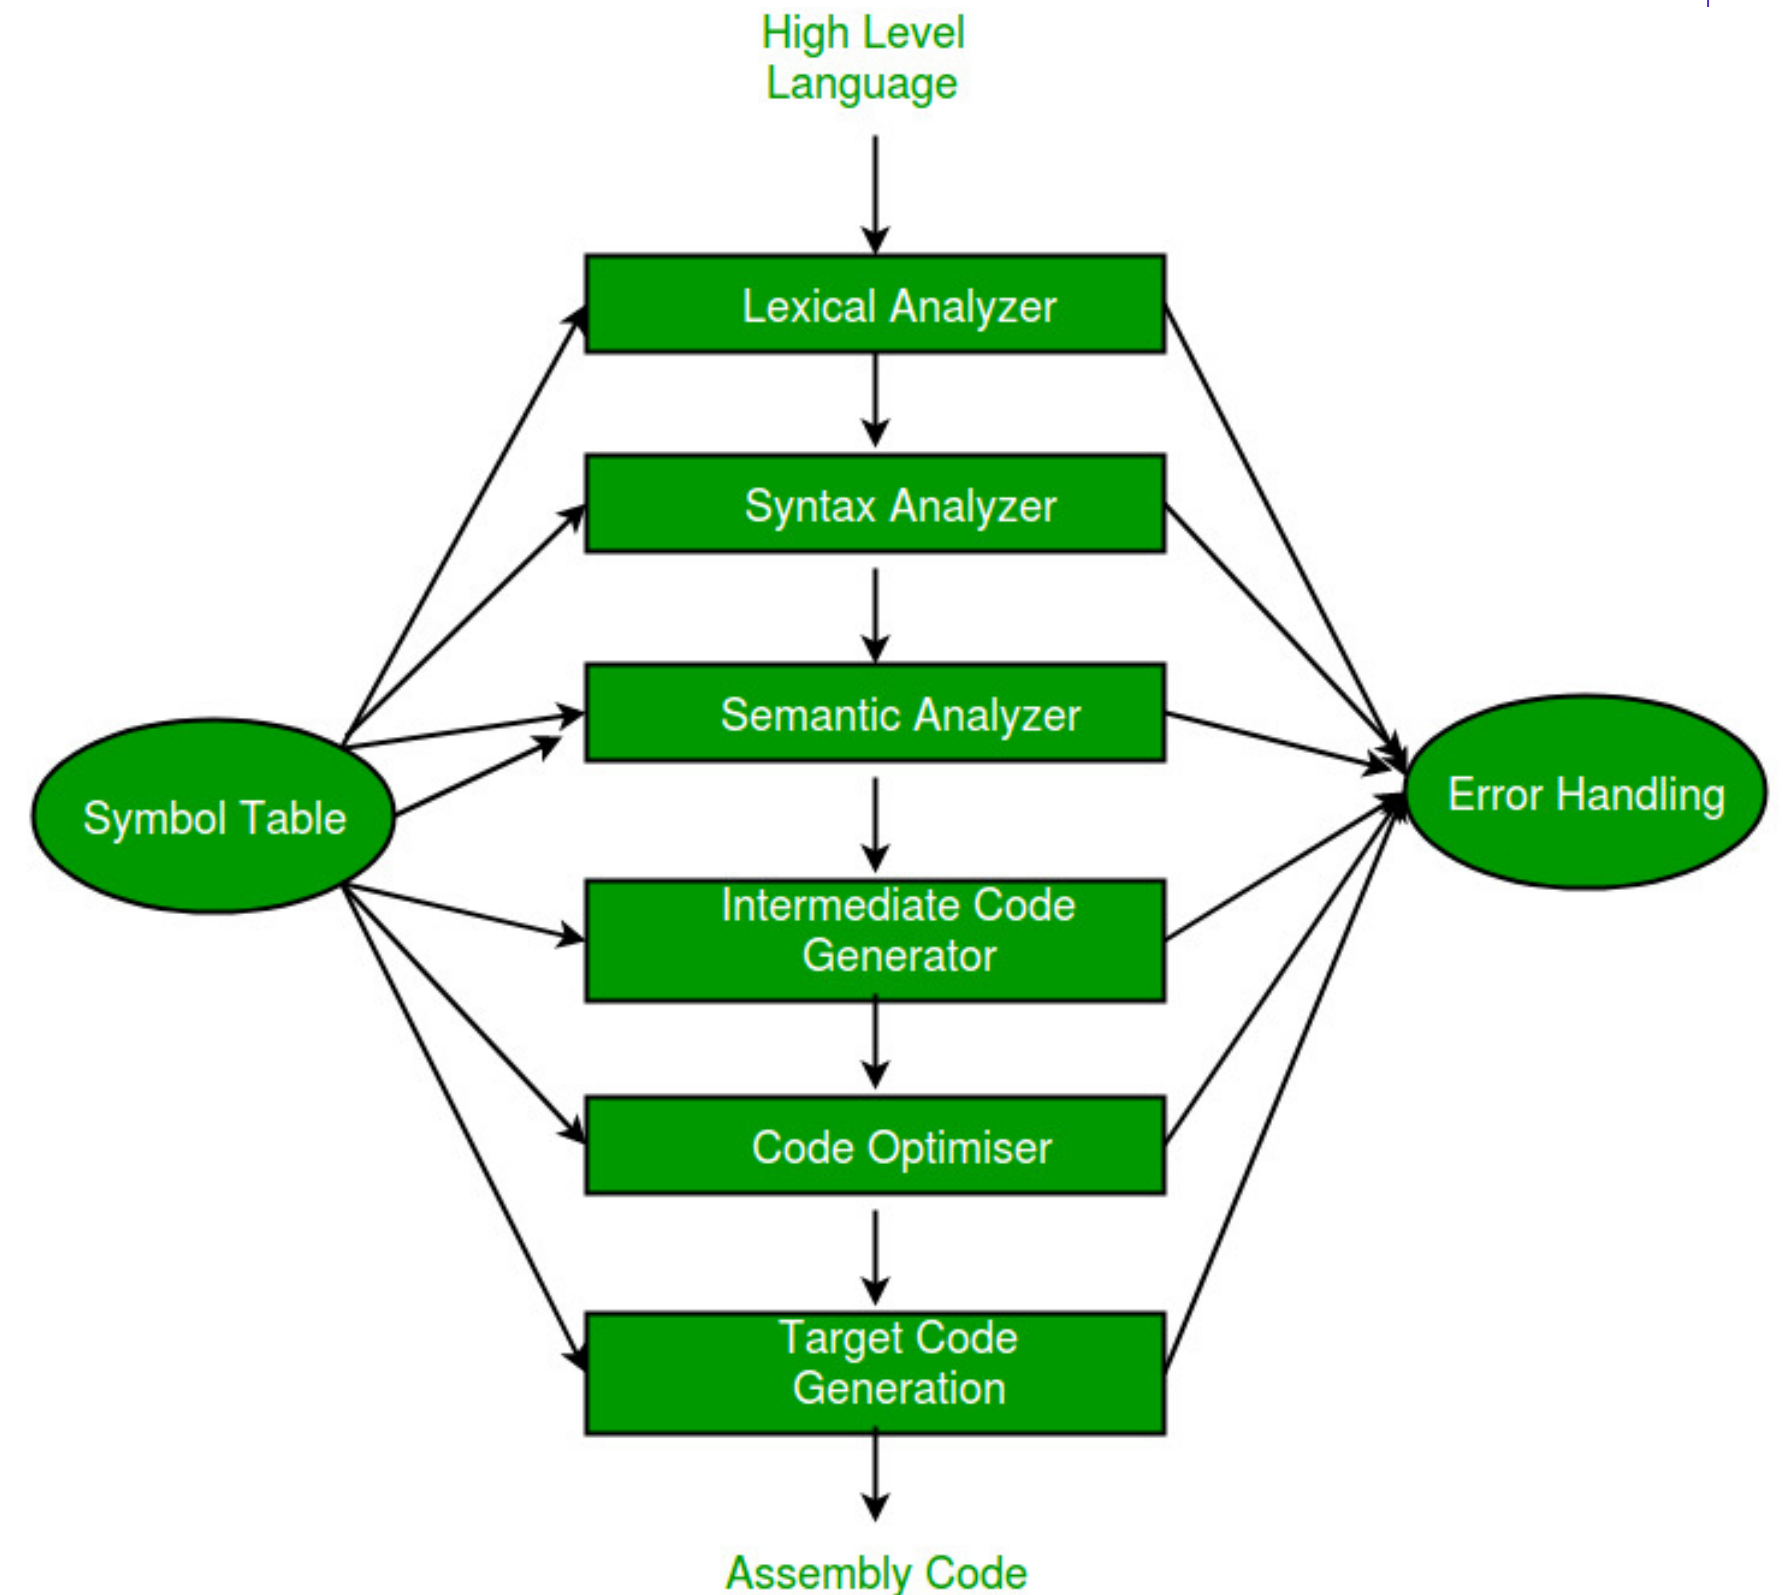 High Level
Language
Lexical Analyzer
Syntax Analyzer
Semantic Analyzer
Symbol Table
Error Handling
Intermediate Code
Generator
Code Optimiser
Target Code
Generation
Assembly Code